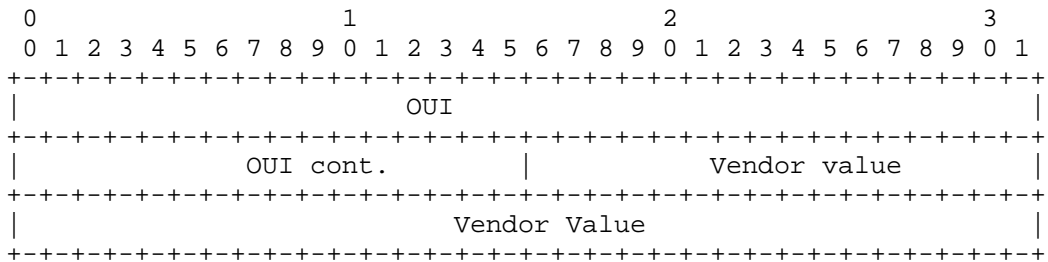 0                   1                   2                   3
 0 1 2 3 4 5 6 7 8 9 0 1 2 3 4 5 6 7 8 9 0 1 2 3 4 5 6 7 8 9 0 1
+-+-+-+-+-+-+-+-+-+-+-+-+-+-+-+-+-+-+-+-+-+-+-+-+-+-+-+-+-+-+-+-+
|                        OUI                                    |
+-+-+-+-+-+-+-+-+-+-+-+-+-+-+-+-+-+-+-+-+-+-+-+-+-+-+-+-+-+-+-+-+
|              OUI cont.        |           Vendor value        |
+-+-+-+-+-+-+-+-+-+-+-+-+-+-+-+-+-+-+-+-+-+-+-+-+-+-+-+-+-+-+-+-+
|                           Vendor Value                        |
+-+-+-+-+-+-+-+-+-+-+-+-+-+-+-+-+-+-+-+-+-+-+-+-+-+-+-+-+-+-+-+-+